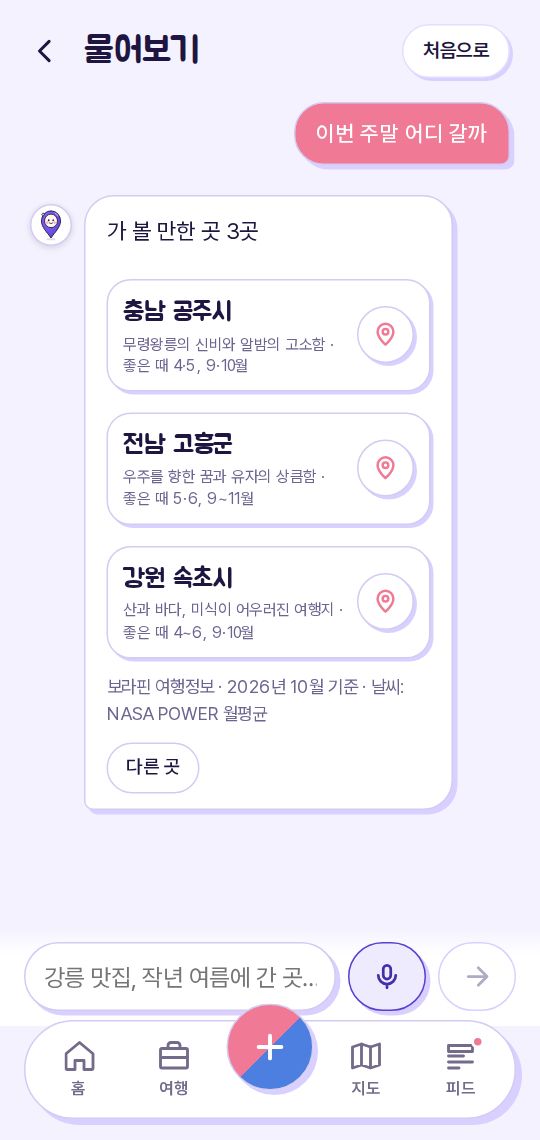 물어보기
처음으로
이번 주말 어디 갈까
가 볼 만한 곳 3곳
충남 공주시
무령왕릉의 신비와 알밤의 고소함 ·
좋은 때 4·5, 9·10월
전남 고흥군
우주를 향한 꿈과 유자의 상큼함 ·
좋은 때 5·6, 9~11월
강원 속초시
산과 바다, 미식이 어우러진 여행지 ·
좋은 때 4~6, 9·10월
보라핀 여행정보 · 2026년 10월 기준 · 날씨:
NASA POWER 월평균
다른 곳
강릉 맛집, 작년 여름에 간 곳...
홈
여행
지도
피드